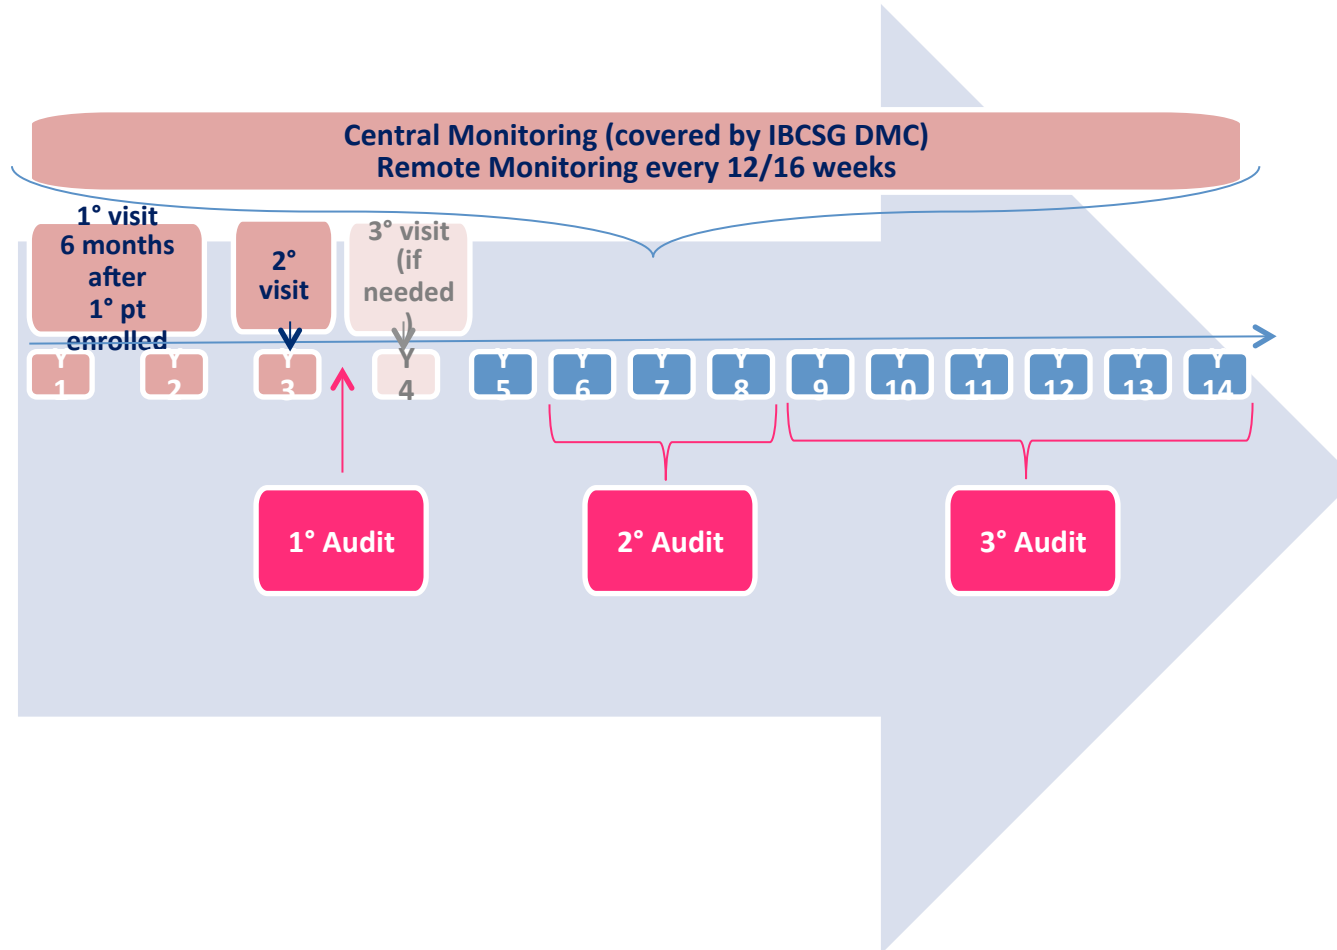 Central Monitoring (covered by IBCSG DMC)
Remote Monitoring every 12/16 weeks
1° visit
6 months
after
1° pt
enrolled
2°
visit
3° visit
(if
needed
)
Y
1
Y
2
Y
3
Y
4
Y
5
Y
6
Y
7
Y
8
Y
9
Y
10
Y
11
Y
12
Y
13
Y
14
1° Audit
2° Audit
3° Audit